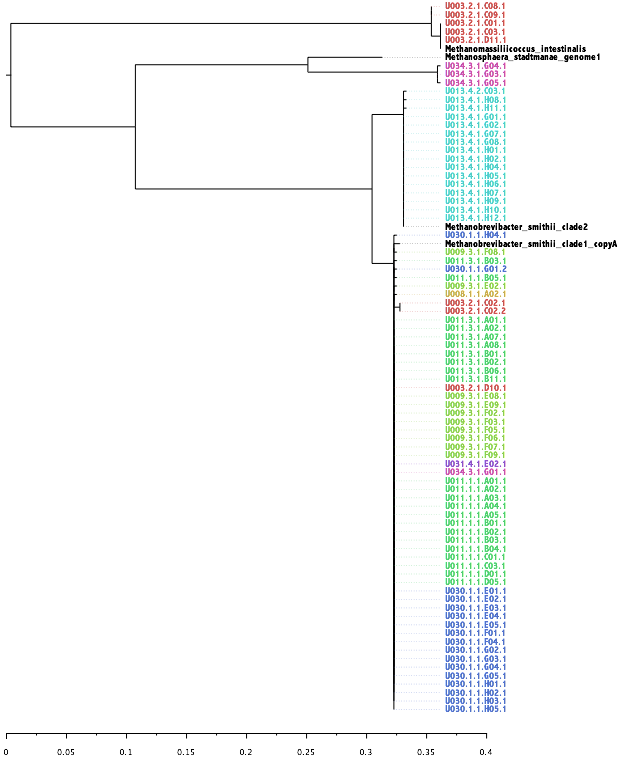 U003.2.1.C08.1
U003.2.1.C09.1
U003.2.1.C01.1
U003.2.1.C03.1
U003.2.1.D11.1
Methanomassiliicoccus_intestinalis
Methanosphaera_stadtmanae_genome1
U034.3.1.G04.1
U034.3.1.G03.1
U034.3.1.G05.1
U013.4.2.C03.1
U013.4.1.H08.1
U013.4.1.H11.1
U013.4.1.G01.1
U013.4.1.G02.1
U013.4.1.G07.1
U013.4.1.G08.1
U013.4.1.H01.1
U013.4.1.H02.1
U013.4.1.H04.1
U013.4.1.H05.1
U013.4.1.H06.1
U013.4.1.H07.1
U013.4.1.H09.1
U013.4.1.H10.1
U013.4.1.H12.1
Methanobrevibacter_smithii_clade2
U030.1.1.H04.1
Methanobrevibacter_smithii_clade1_copyA
U009.3.1.F08.1
U011.3.1.B03.1
U030.1.1.G01.2
U011.1.1.B05.1
U009.3.1.E02.1
U008.1.1.A02.1
U003.2.1.C02.1
U003.2.1.C02.2
U011.3.1.A01.1
U011.3.1.A02.1
U011.3.1.A07.1
U011.3.1.A08.1
U011.3.1.B01.1
U011.3.1.B02.1
U011.3.1.B06.1
U011.3.1.B11.1
U003.2.1.D10.1
U009.3.1.E08.1
U009.3.1.E09.1
U009.3.1.F02.1
U009.3.1.F03.1
U009.3.1.F05.1
U009.3.1.F06.1
U009.3.1.F07.1
U009.3.1.F09.1
U031.4.1.E02.1
U034.3.1.G01.1
U011.1.1.A01.1
U011.1.1.A02.1
U011.1.1.A03.1
U011.1.1.A04.1
U011.1.1.A05.1
U011.1.1.B01.1
U011.1.1.B02.1
U011.1.1.B03.1
U011.1.1.B04.1
U011.1.1.C01.1
U011.1.1.C03.1
U011.1.1.D01.1
U011.1.1.D05.1
U030.1.1.E01.1
U030.1.1.E02.1
U030.1.1.E03.1
U030.1.1.E04.1
U030.1.1.E05.1
U030.1.1.F01.1
U030.1.1.F04.1
U030.1.1.G02.1
U030.1.1.G03.1
U030.1.1.G04.1
U030.1.1.G05.1
U030.1.1.H01.1
U030.1.1.H02.1
U030.1.1.H03.1
U030.1.1.H05.1
0 0.05 0.1 0.15 0.2 0.25 0.3 0.35 0.4